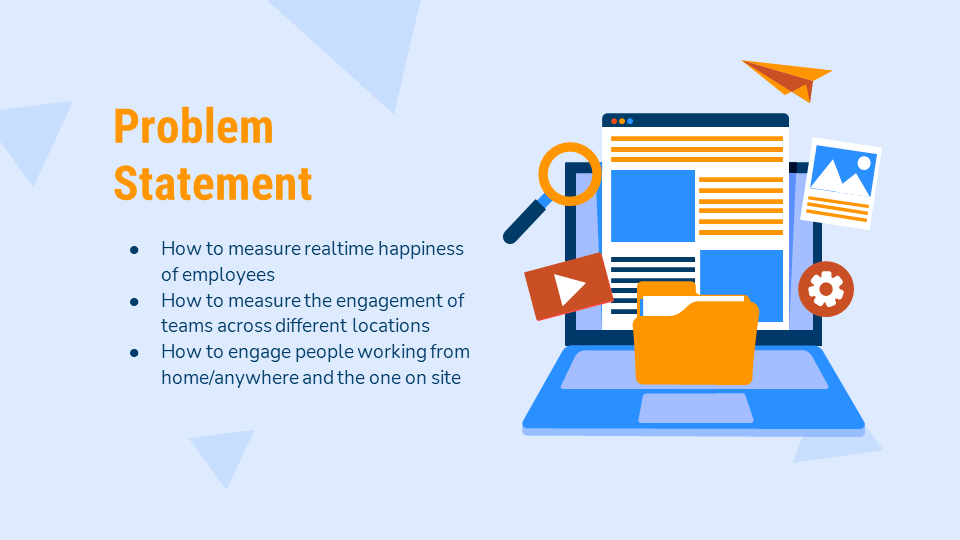 Problem
Statement
● How to measure realtime happiness
of employees
● How to measure the engagement of
teams across different locations
● How to engage people working from
home/anywhere and the one on site